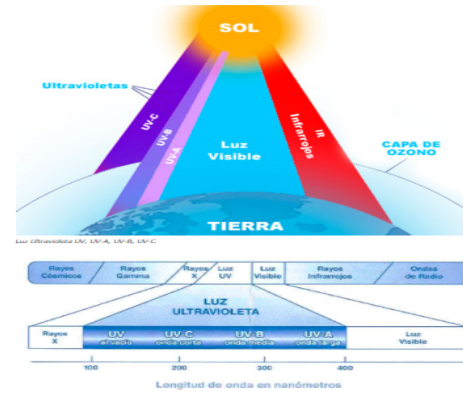 SOL
Ultravioletas
UV-C
UV-B
UV-A
Luz
Visible
IR
Infrarrojos
CAPA DE
OZONO
TIERRA
Luz Ultravioleta UV, UV-A, UV-B, UV-C
Rayos Cósmicos Rayos Gamma Rayos X Luz UV Luz Visible Rayos Infrarrojos Ondas de Radio
LUZ
ULTRAVIOLETA
Rayos X UV al vacío UV-C onda corta UV-B onda media UV-A onda larga Luz Visible
100 200 300 400
Longitud de onda en nanómetros